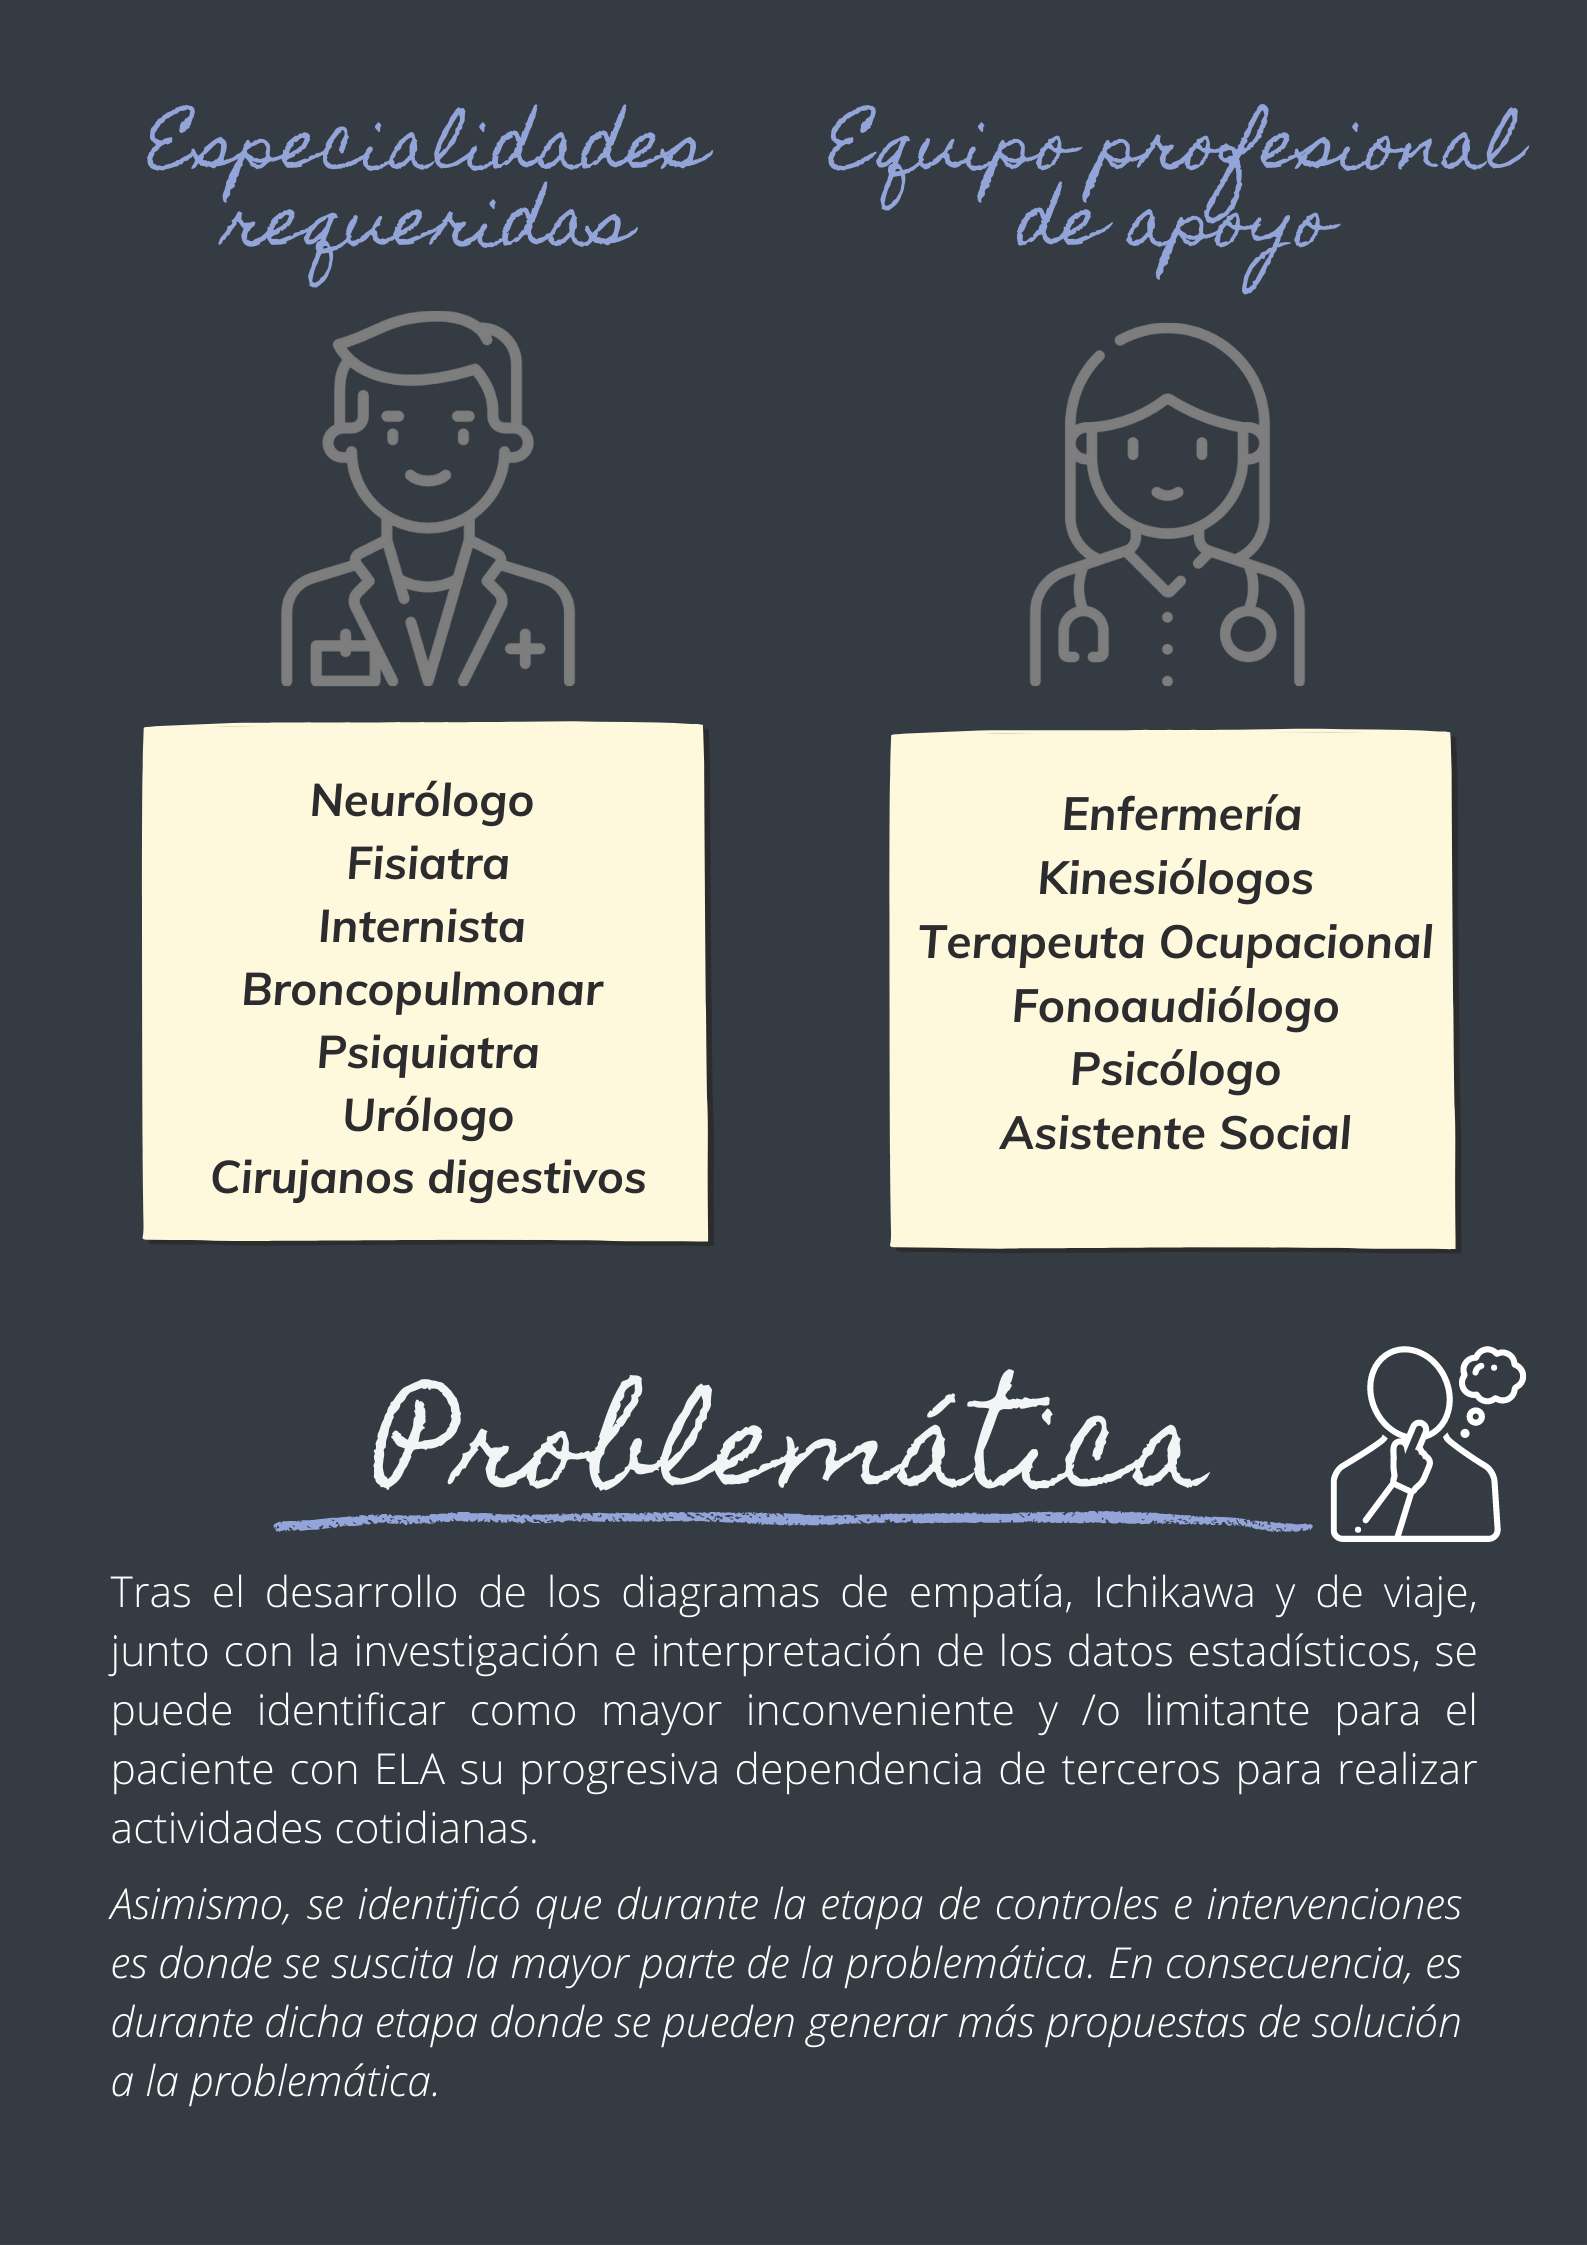 Especialidades
requeridas
Neurólogo
Fisiatra
Internista
Broncopulmonar
Psiquiatra
Urólogo
Cirujanos digestivos
Equipo profesional
de apoyo
Enfermería
Kinesiólogos
Terapeuta Ocupacional
Fonoaudiólogo
Psicólogo
Asistente Social
Problemática
Tras el desarrollo de los diagramas de empatía, Ichikawa y de viaje,
junto con la investigación e interpretación de los datos estadísticos, se
puede identificar como mayor inconveniente y /o limitante para el
paciente con ELA su progresiva dependencia de terceros para realizar
actividades cotidianas.
Asimismo, se identificó que durante la etapa de controles e intervenciones
es donde se suscita la mayor parte de la problemática. En consecuencia, es
durante dicha etapa donde se pueden generar más propuestas de solución
a la problemática.